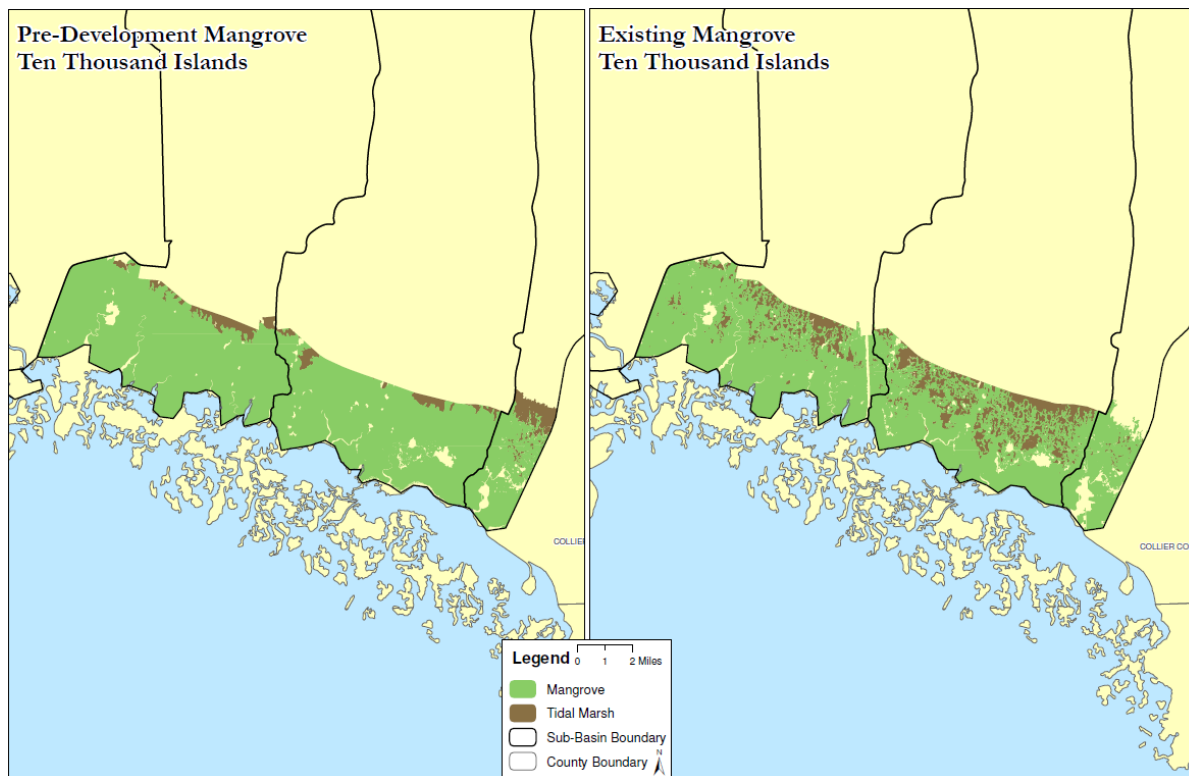 Pre-Development Mangrove
Ten Thousand Islands
Existing Mangrove
Ten Thousand Islands
COLLIER
COLLIER CO
Legend
0 1 2 Miles
Mangrove
Tidal Marsh
Sub-Basin Boundary
County Boundary
N